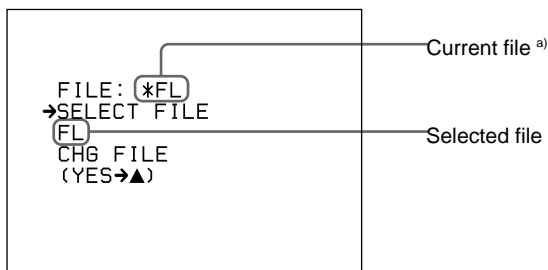 Current file a)
FILE: *FL
→SELECT FILE
FL
Selected file
CHG FILE
(YES→▲)